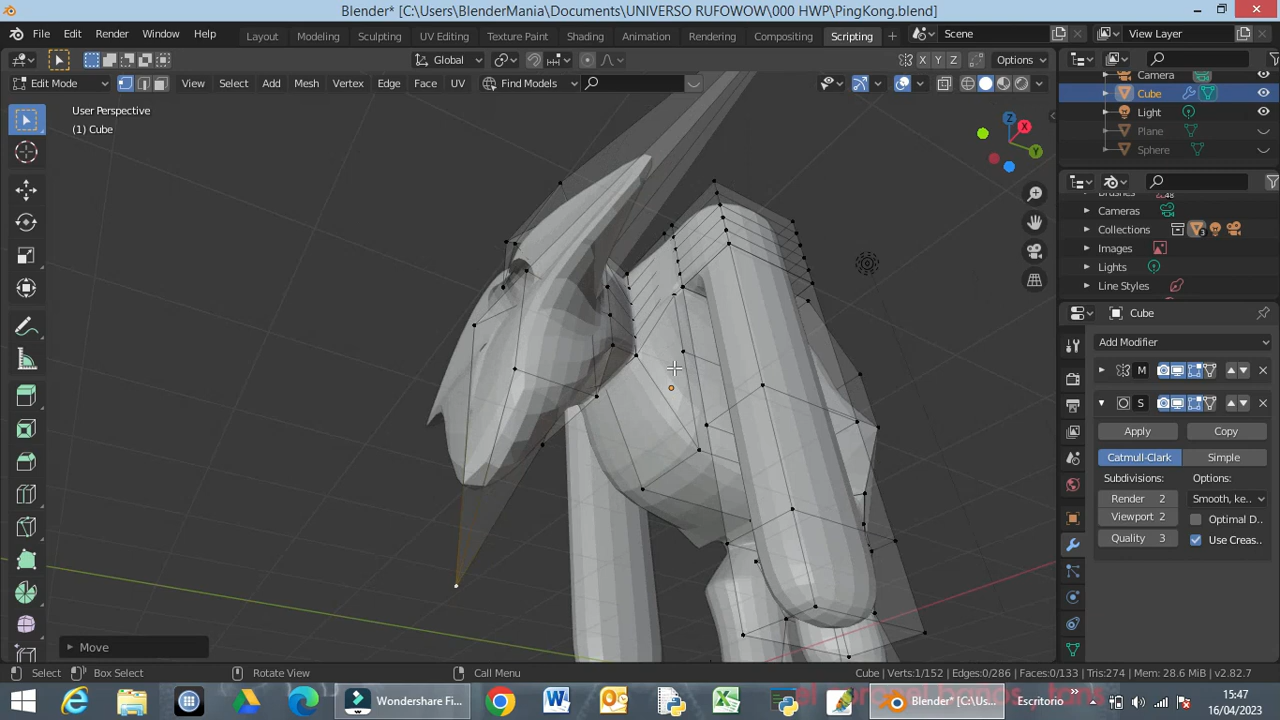 Blender* [C:\Users\BlenderMania\Documents\UNIVERSO RUFOWOW\000 HWP\PingKong.blend]
File Edit Render Window Help Layout Modeling Sculpting UV Editing Texture Paint Shading Animation Rendering Compositing Scripting Scene View Layer
Global X Y Z Options
Edit Mode View Select Add Mesh Vertex Edge Face UV Find Models
User Perspective
(1) Cube
Z X Y
Camera
Cube
Light
Plane
Sphere
Cameras
Collections
Images
Lights
Line Styles
Cube
Add Modifier
M
S
Apply Copy
Catmull-Clark Simple
Subdivisions: Options:
Render 2 Smooth, ke..
Viewport 2 Optimal D..
Quality 3 Use Creas..
Move
Select Box Select Rotate View Call Menu Cube | Verts:1/152 | Edges:0/286 | Faces:0/133 | Tris:274 | Mem: 28.6 MiB | v2.82.7
Wondershare Fi... Blender* [C:\Us... Escritorio
15:47
16/04/2023